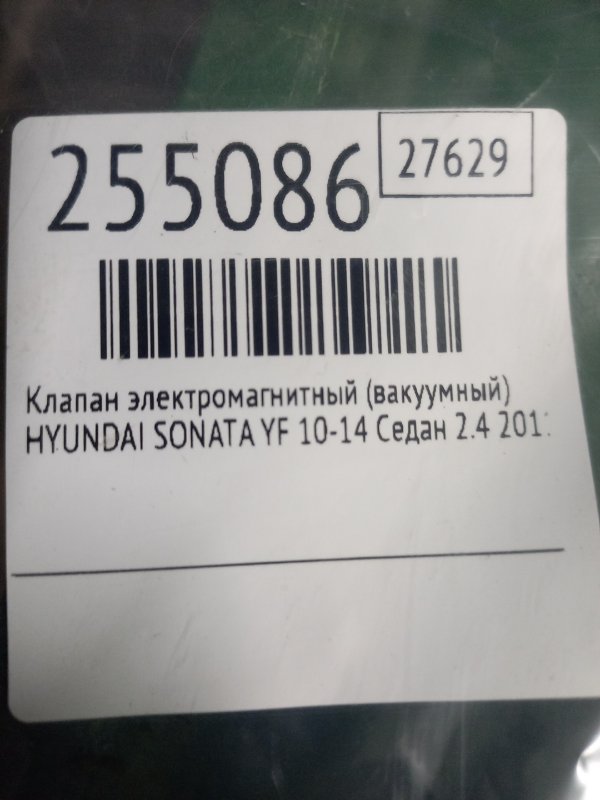 255086
27629
Клапан электромагнитный (вакуумный)
HYUNDAI SONATA YF 10-14 Седан 2.4